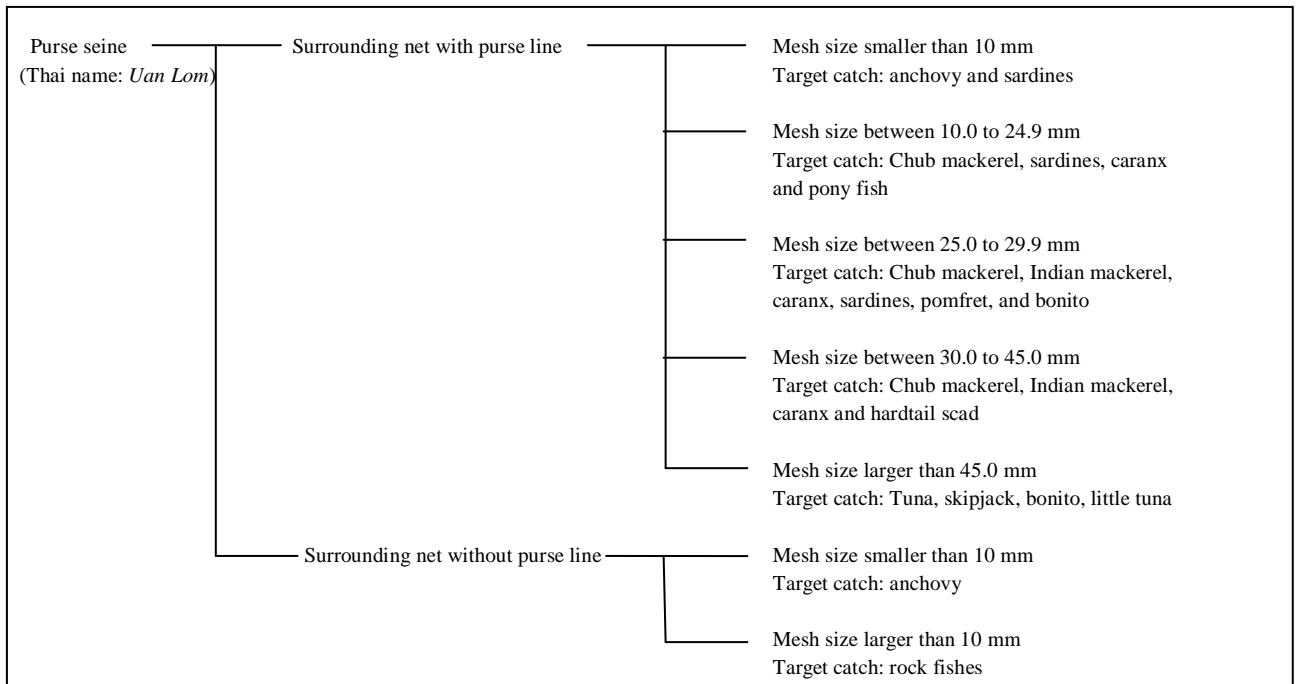 Purse seine
(Thai name: Uan Lom)
Surrounding net with purse line
Mesh size smaller than 10 mm
Target catch: anchovy and sardines
Mesh size between 10.0 to 24.9 mm
Target catch: Chub mackerel, sardines, caranx
and pony fish
Mesh size between 25.0 to 29.9 mm
Target catch: Chub mackerel, Indian mackerel,
caranx, sardines, pomfret, and bonito
Mesh size between 30.0 to 45.0 mm
Target catch: Chub mackerel, Indian mackerel,
caranx and hardtail scad
Mesh size larger than 45.0 mm
Target catch: Tuna, skipjack, bonito, little tuna
Surrounding net without purse line
Mesh size smaller than 10 mm
Target catch: anchovy
Mesh size larger than 10 mm
Target catch: rock fishes